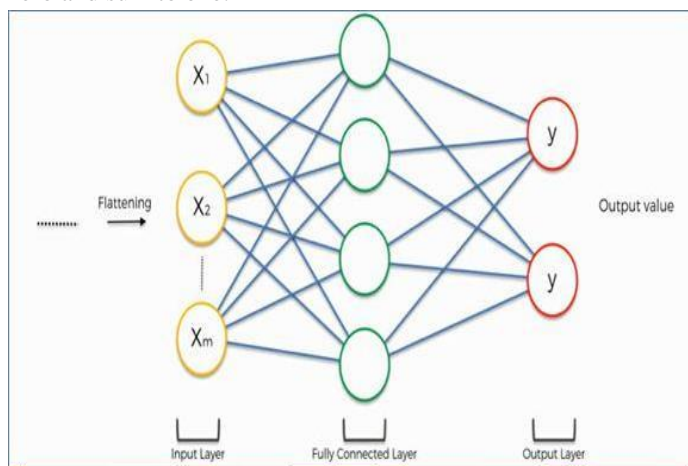 X1
Flattening
X2
Xm
y
y
Output value
Input Layer
Fully Connected Layer
Output Layer